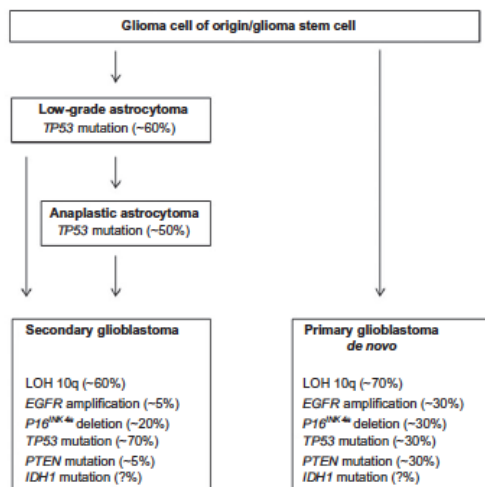 Glioma cell of origin/glioma stem cell
Low-grade astrocytoma
TP53 mutation (~60%)
Anaplastic astrocytoma
TP53 mutation (~50%)
Secondary glioblastoma
LOH 10q (~60%)
EGFR amplification (~5%)
P16INK4a deletion (~20%)
TP53 mutation (~70%)
PTEN mutation (~5%)
IDH1 mutation (?%)
Primary glioblastoma
de novo
LOH 10q (~70%)
EGFR amplification (~30%)
P16INK4a deletion (~30%)
TP53 mutation (~30%)
PTEN mutation (~30%)
IDH1 mutation (?%)